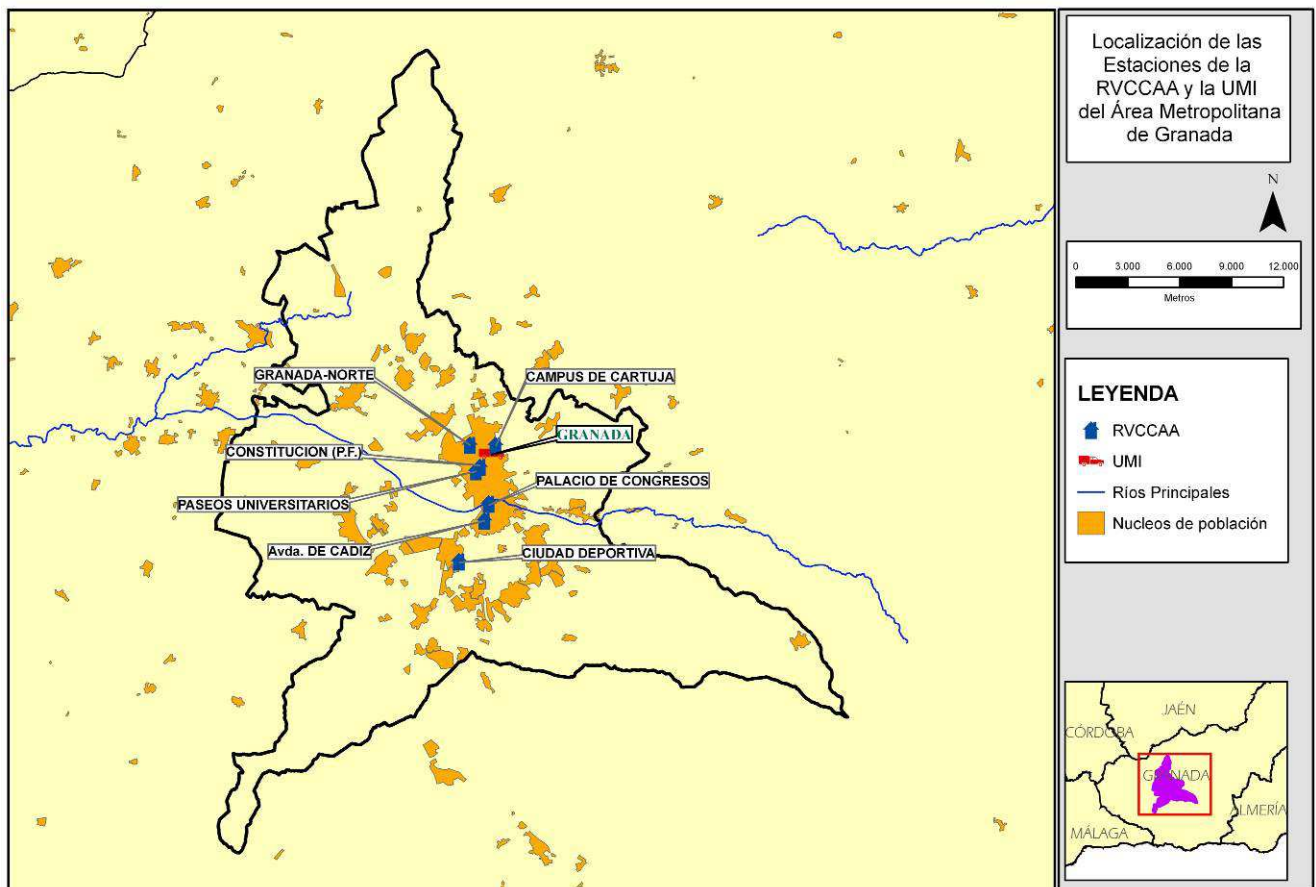 Localización de las
Estaciones de la
RVCCAA y la UMI
del Área Metropolitana
de Granada
N
0 3.000 6.000 9.000 12.000
Metros
LEYENDA
RVCCAA
UMI
Ríos Principales
Nucleos de población
GRANADA-NORTE
CAMPUS DE CARTUJA
GRANADA
CONSTITUCION (P.F.)
PALACIO DE CONGRESOS
PASEOS UNIVERSITARIOS
Avda. DE CADIZ
CIUDAD DEPORTIVA
JAÉN
CÓRDOBA
GRANADA
ALMERÍA
MÁLAGA